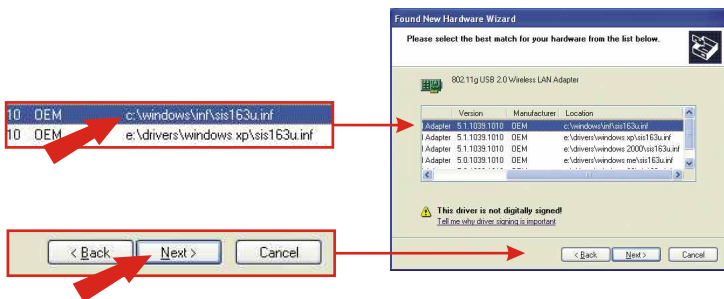 10 OEM c:\windows\inf\sis163u.inf
10 OEM e:\drivers\windows xp\sis163u.inf
< Back Next > Cancel
Found New Hardware Wizard
Please select the best match for your hardware from the list below.
802.11g USB 2.0 Wireless LAN Adapter
Version Manufacturer Location
Adapter 5.1.1039.1010 OEM c:\windows\inf\sis163u.inf
Adapter 5.1.1039.1010 OEM e:\drivers\windows xp\sis163u.inf
Adapter 5.1.1039.1010 OEM e:\drivers\windows 2000\sis163u.inf
Adapter 5.0.1039.1010 OEM e:\drivers\windows me\sis163u.inf
This driver is not digitally signed!
Tell me why driver signing is important
< Back Next > Cancel